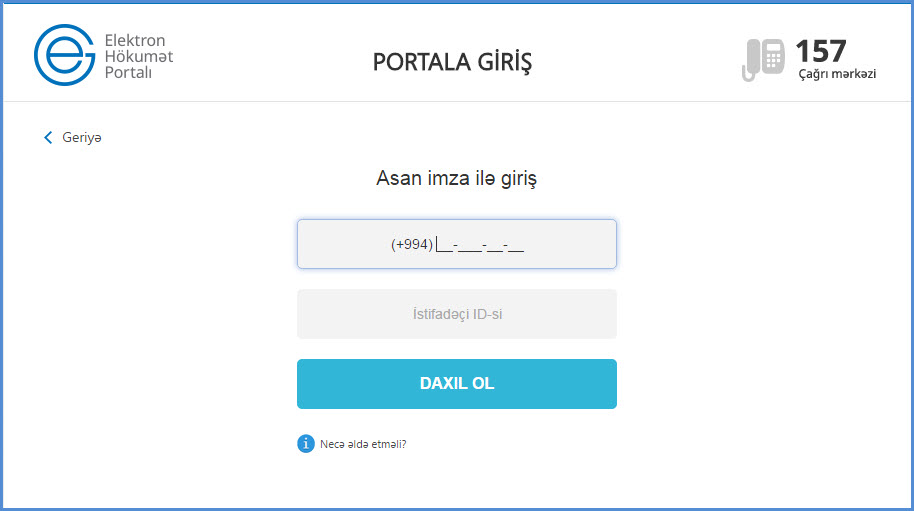 Elektron
Hökumət
Portalı
PORTALA GİRİŞ
157
Çağrı mərkəzi
Geriyə
Asan imza ilə giriş
(+994)__-___-__-__
İstifadəçi ID-si
DAXIL OL
Necə əldə etməli?